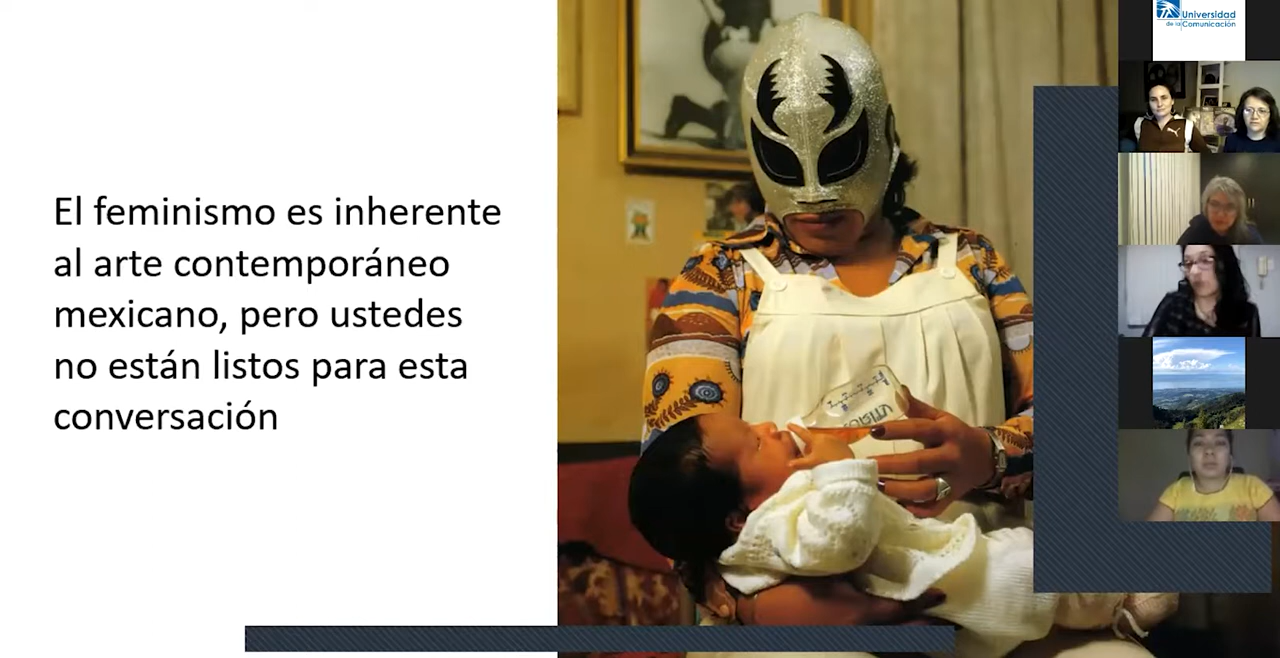 El feminismo es inherente
al arte contemporáneo
mexicano, pero ustedes
no están listos para esta
conversación
Universidad
de la Comunicación